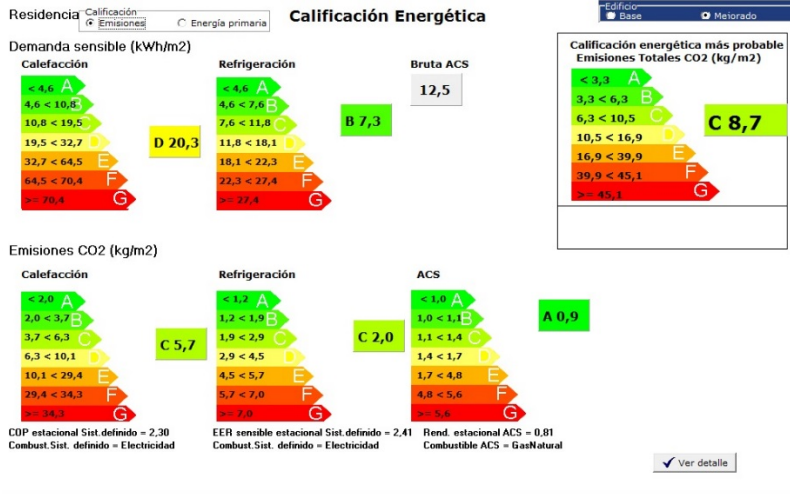 Residencia
Calificación
Emisiones
Energía primaria
Calificación Energética
Edificio
Base
Mejorado
Demanda sensible (kWh/m2)
Calefacción
< 4,6 A
4,6 < 10,8 B
10,8 < 19,5 C
19,5 < 32,7 D
32,7 < 64,5 E
64,5 < 70,4 F
>= 70,4 G
D 20,3
Refrigeración
< 4,6 A
4,6 < 7,6 B
7,6 < 11,8 C
11,8 < 18,1 D
18,1 < 22,3 E
22,3 < 27,4 F
>= 27,4 G
B 7,3
Bruta ACS
12,5
Calificación energética más probable
Emisiones Totales CO2 (kg/m2)
< 3,3 A
3,3 < 6,3 B
6,3 < 10,5 C
10,5 < 16,9 D
16,9 < 39,9 E
39,9 < 45,1 F
>= 45,1 G
C 8,7
Emisiones CO2 (kg/m2)
Calefacción
< 2,0 A
2,0 < 3,7 B
3,7 < 6,3 C
6,3 < 10,1 D
10,1 < 29,4 E
29,4 < 34,3 F
>= 34,3 G
C 5,7
COP estacional Sist.definido = 2,30
Combust.Sist. definido = Electricidad
Refrigeración
< 1,2 A
1,2 < 1,9 B
1,9 < 2,9 C
2,9 < 4,5 D
4,5 < 5,7 E
5,7 < 7,0 F
>= 7,0 G
C 2,0
EER sensible estacional Sist.definido = 2,41
Combust.Sist. definido = Electricidad
ACS
< 1,0 A
1,0 < 1,1 B
1,1 < 1,4 C
1,4 < 1,7 D
1,7 < 4,8 E
4,8 < 5,6 F
>= 5,6 G
A 0,9
Rend. estacional ACS = 0,81
Combustible ACS = GasNatural
Ver detalle